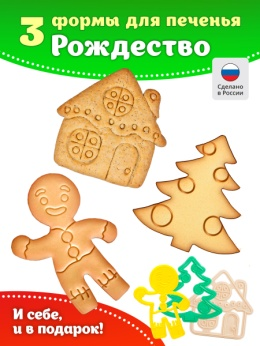 3 формы для печенья
Рождество
Сделано
в России
И себе,
и в подарок!